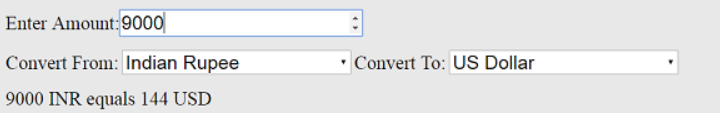 Enter Amount: 9000
Convert From: Indian Rupee Convert To: US Dollar
9000 INR equals 144 USD